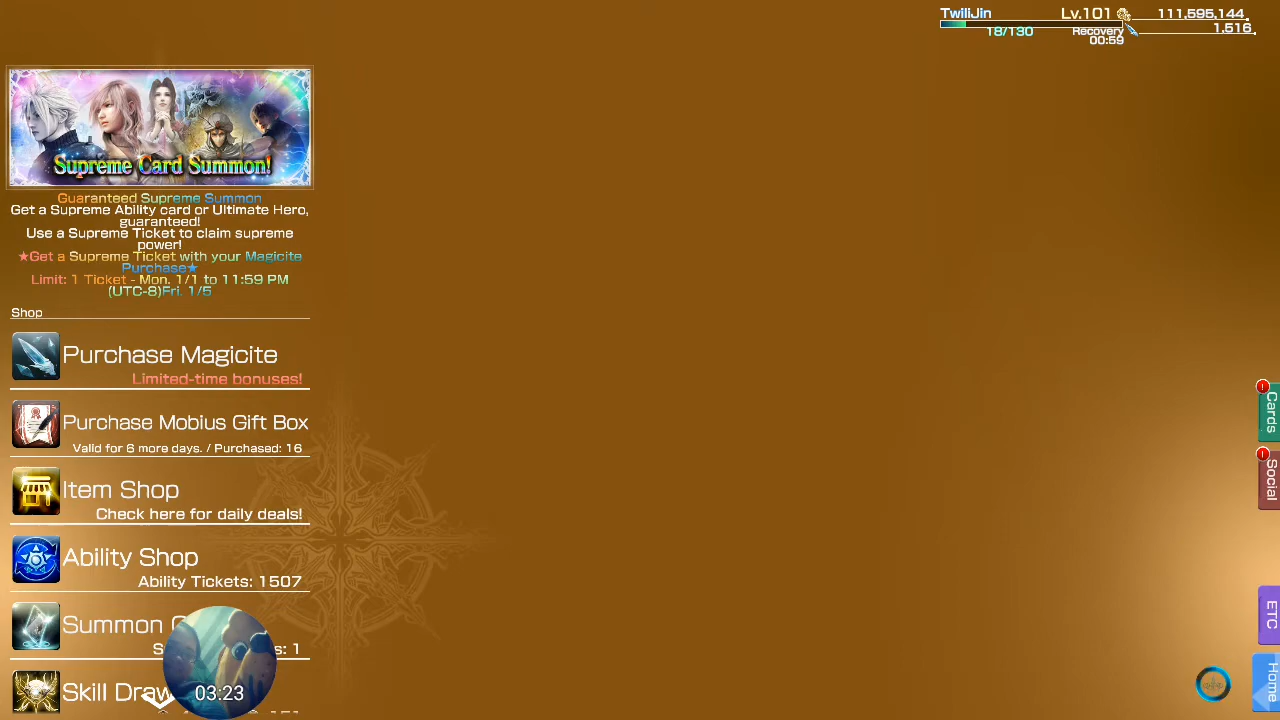 TwiliJin Lv.101 111,595,144
18/130 Recovery 1,516
00:59
Supreme Card Summon!
Guaranteed Supreme Summon
Get a Supreme Ability card or Ultimate Hero,
guaranteed!
Use a Supreme Ticket to claim supreme
power!
★Get a Supreme Ticket with your Magicite
Purchase★
Limit: 1 Ticket - Mon. 1/1 to 11:59 PM
(UTC-8)Fri. 1/5
Shop
Purchase Magicite
Limited-time bonuses!
Purchase Mobius Gift Box
Valid for 6 more days. / Purchased: 16
Item Shop
Check here for daily deals!
Ability Shop
Ability Tickets: 1507
Summon
: 1
Skill Draw
03:23
Cards
Social
ETC
Home